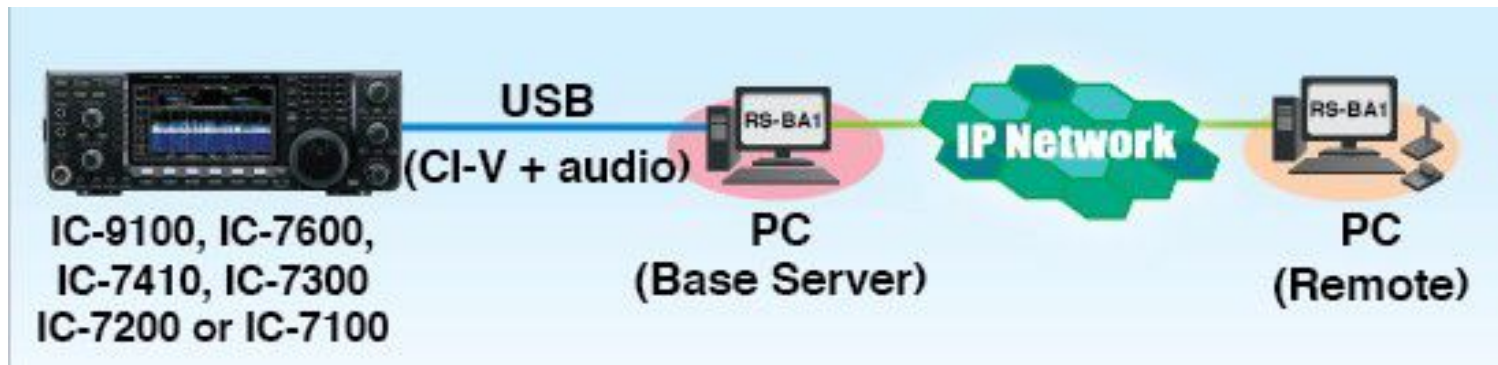 USB
(CI-V + audio)
IC-9100, IC-7600,
IC-7410, IC-7300
IC-7200 or IC-7100
RS-BA1
PC
(Base Server)
IP Network
RS-BA1
PC
(Remote)